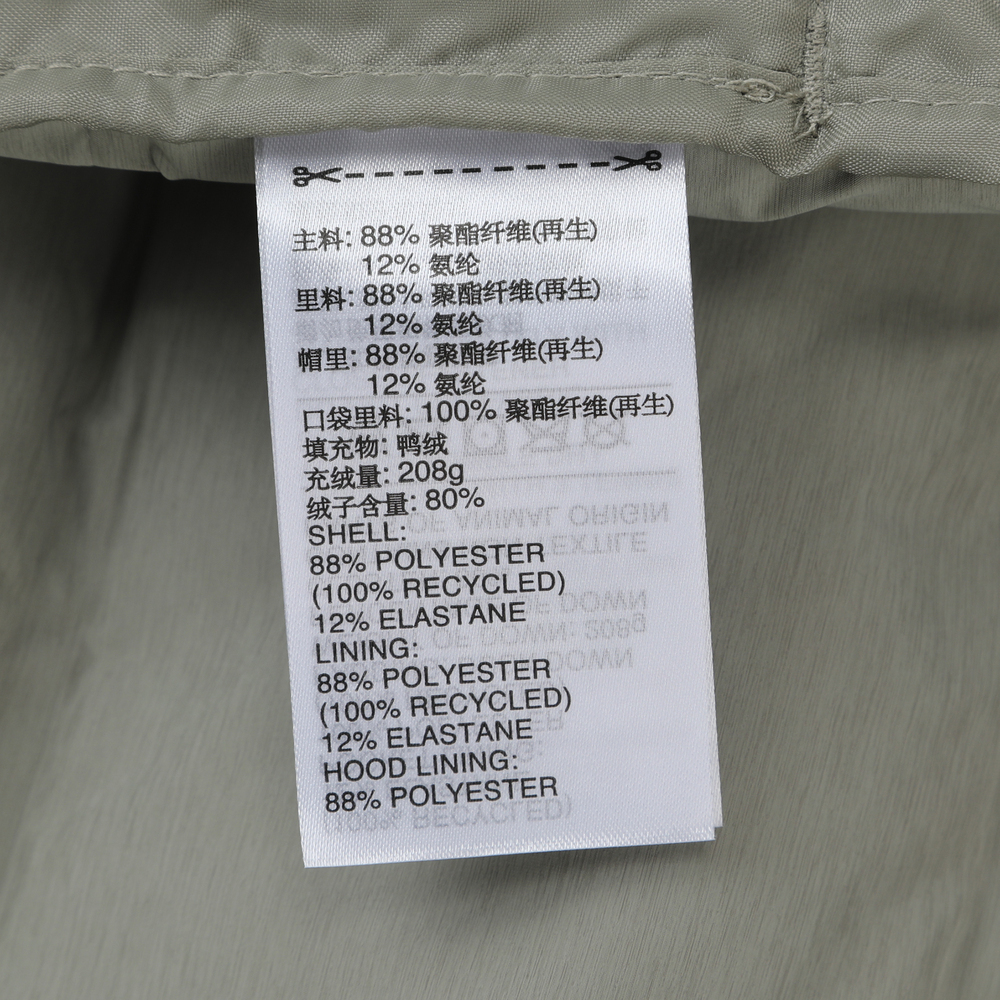 主料: 88% 聚酯纤维(再生)
12% 氨纶
里料: 88% 聚酯纤维(再生)
12% 氨纶
帽里: 88% 聚酯纤维(再生)
12% 氨纶
口袋里料: 100% 聚酯纤维(再生)
填充物: 鸭绒
充绒量: 208g
绒子含量: 80%
SHELL:
88% POLYESTER
(100% RECYCLED)
12% ELASTANE
LINING:
88% POLYESTER
(100% RECYCLED)
12% ELASTANE
HOOD LINING:
88% POLYESTER